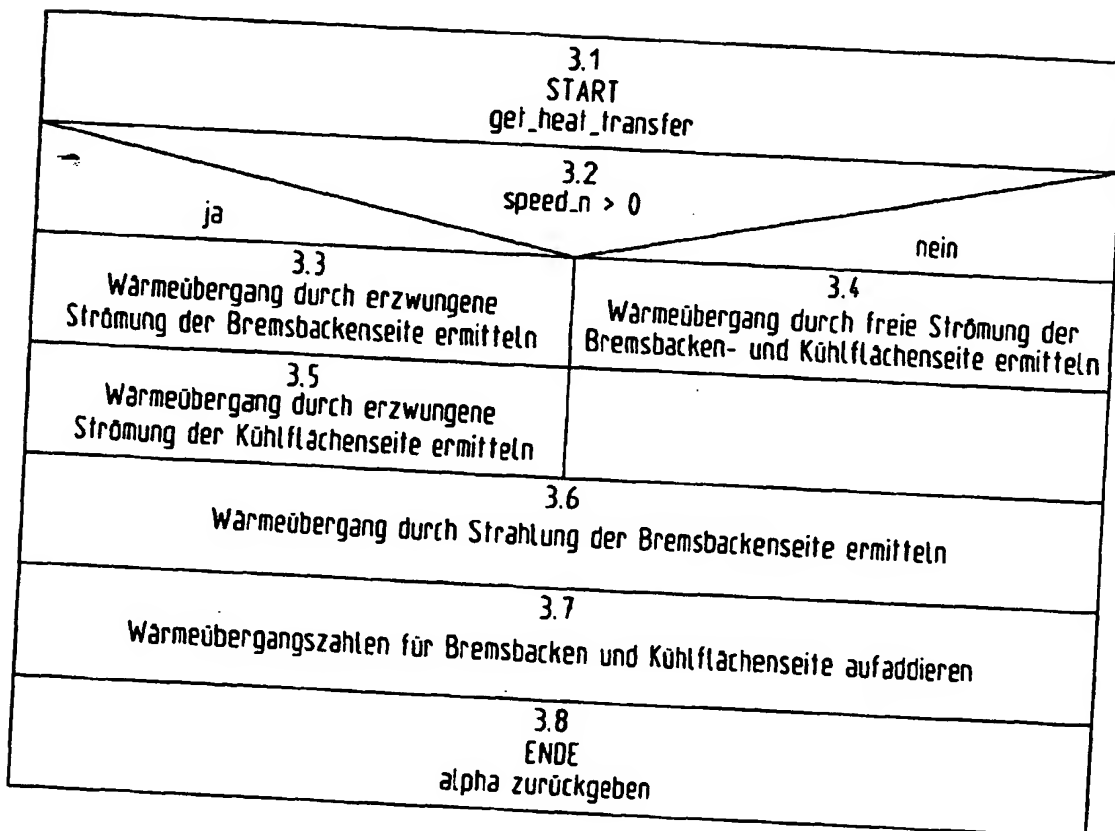 3.1
START
get_heat_transfer
3.2
speed_n > 0
ja
nein
3.3
Wärmeübergang durch erzwungene
Strömung der Bremsbackenseite ermitteln
3.4
Wärmeübergang durch freie Strömung der
Bremsbacken- und Kühlflächenseite ermitteln
3.5
Wärmeübergang durch erzwungene
Strömung der Kühlflächenseite ermitteln
3.6
Wärmeübergang durch Strahlung der Bremsbackenseite ermitteln
3.7
Wärmeübergangszahlen für Bremsbacken und Kühlflächenseite aufaddieren
3.8
ENDE
alpha zurückgeben